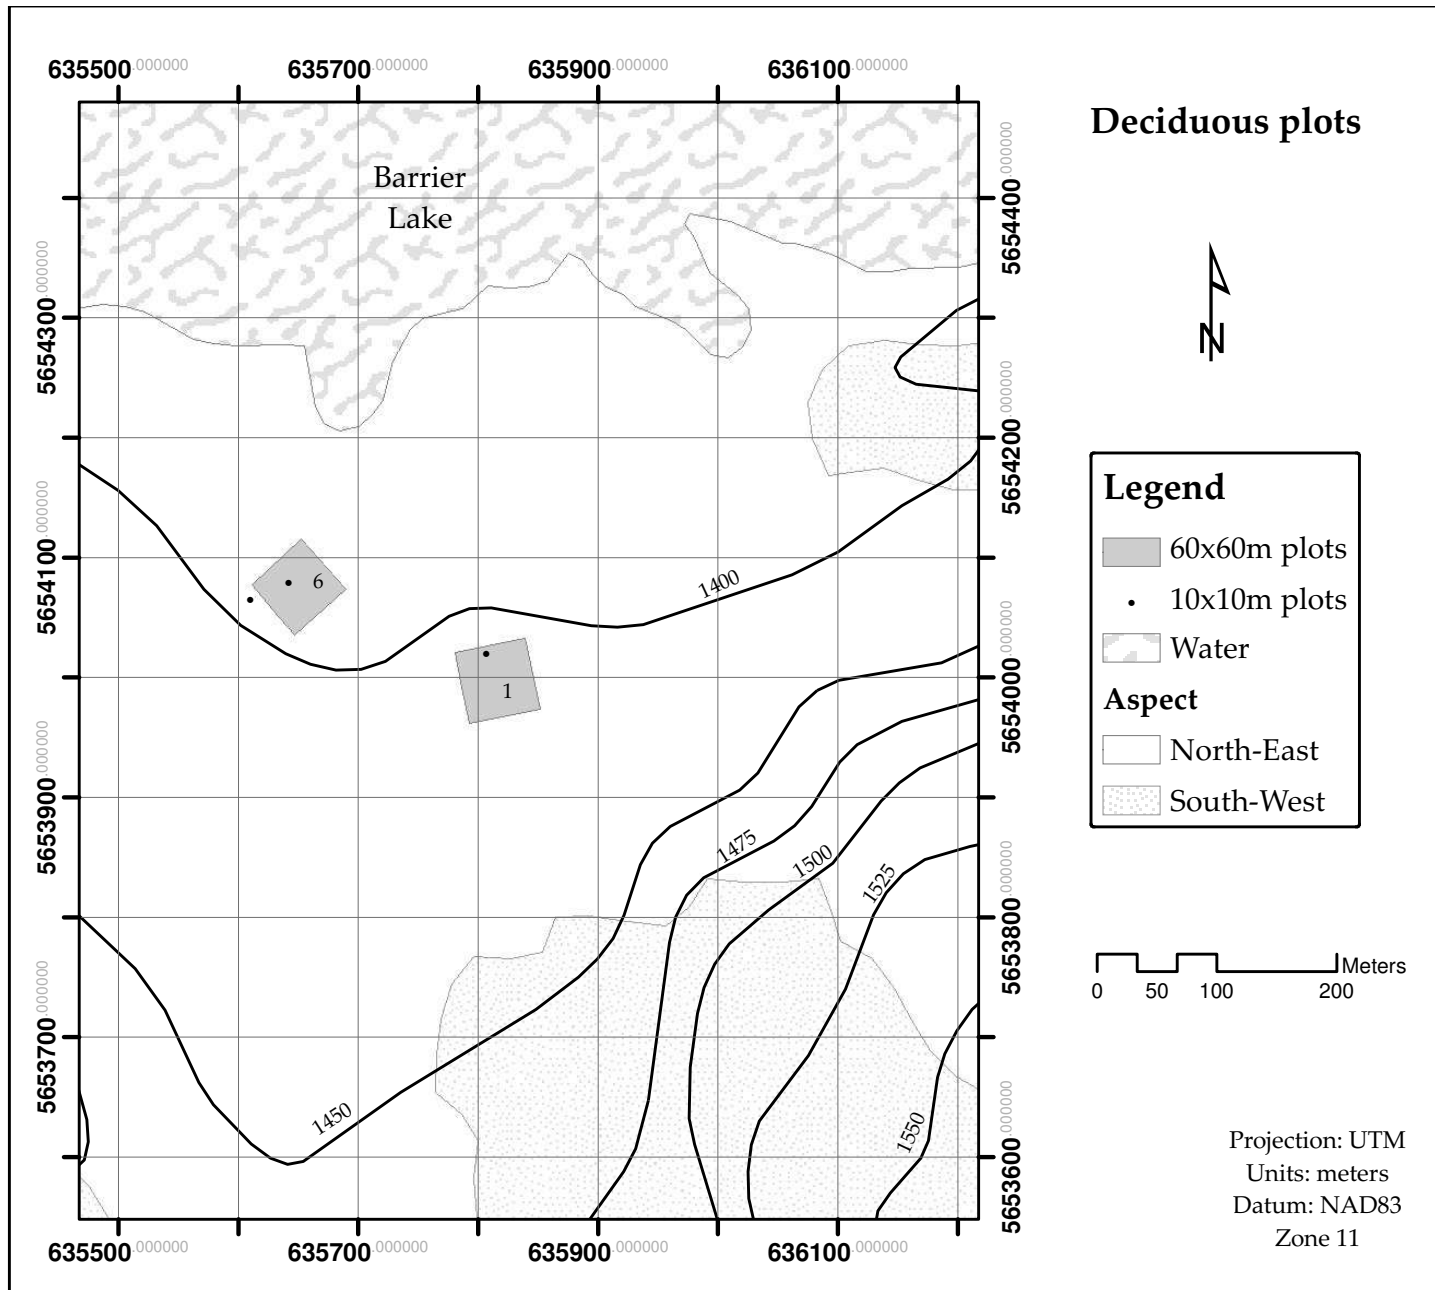 635500.000000 635700.000000 635900.000000 636100.000000
Deciduous plots
Barrier
Lake
N
5654300.000000
5654100.000000
5653900.000000
5653700.000000
5654400.000000
5654200.000000
5654000.000000
5653800.000000
5653600.000000
6
1
1400
1475
1500
1525
1450
1550
Legend
60x60m plots
10x10m plots
Water
Aspect
North-East
South-West
Meters
0 50 100 200
Projection: UTM
Units: meters
Datum: NAD83
Zone 11
635500.000000 635700.000000 635900.000000 636100.000000